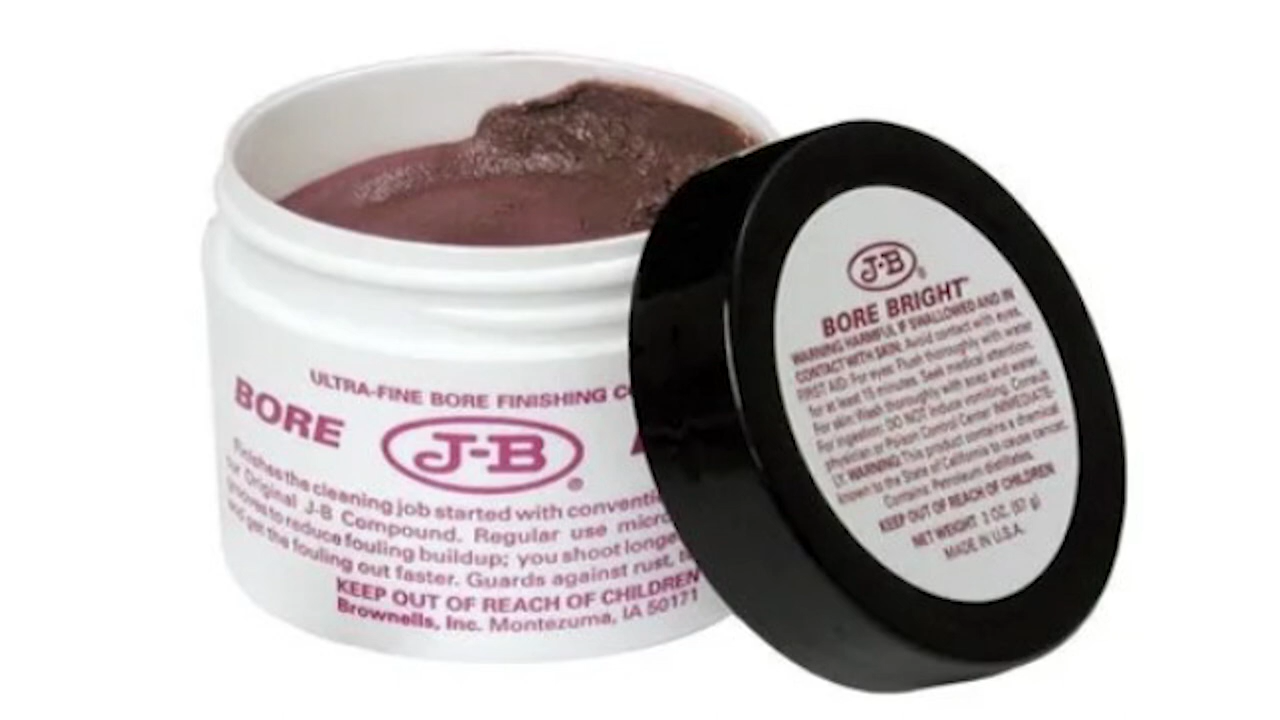 ULTRA-FINE BORE FINISHING
BORE J-B®
Finishes the cleaning job started with
or Original J-B Compound. Regular use
to reduce fouling buildup; you shoot
and get the fouling out faster. Guards against rust,
KEEP OUT OF REACH OF CHILDREN
Brownells, Inc. Montezuma, IA 50171
J-B®
BORE BRIGHT™
WARNING HARMFUL IF SWALLOWED AND IN
CONTACT WITH SKIN. Avoid contact with eyes.
FIRST AID: For eyes: Flush thoroughly with water
for at least 15 minutes. Seek medical attention.
For skin: Wash thoroughly with soap and water.
For ingestion: DO NOT induce vomiting. Consult
physician or Poison Control Center IMMEDIATE-
LY. WARNING: This product contains a chemical
known to the State of California to cause cancer.
Contains: Petroleum distillates.
KEEP OUT OF REACH OF CHILDREN
NET WEIGHT 2 OZ. (57 g)
MADE IN U.S.A.